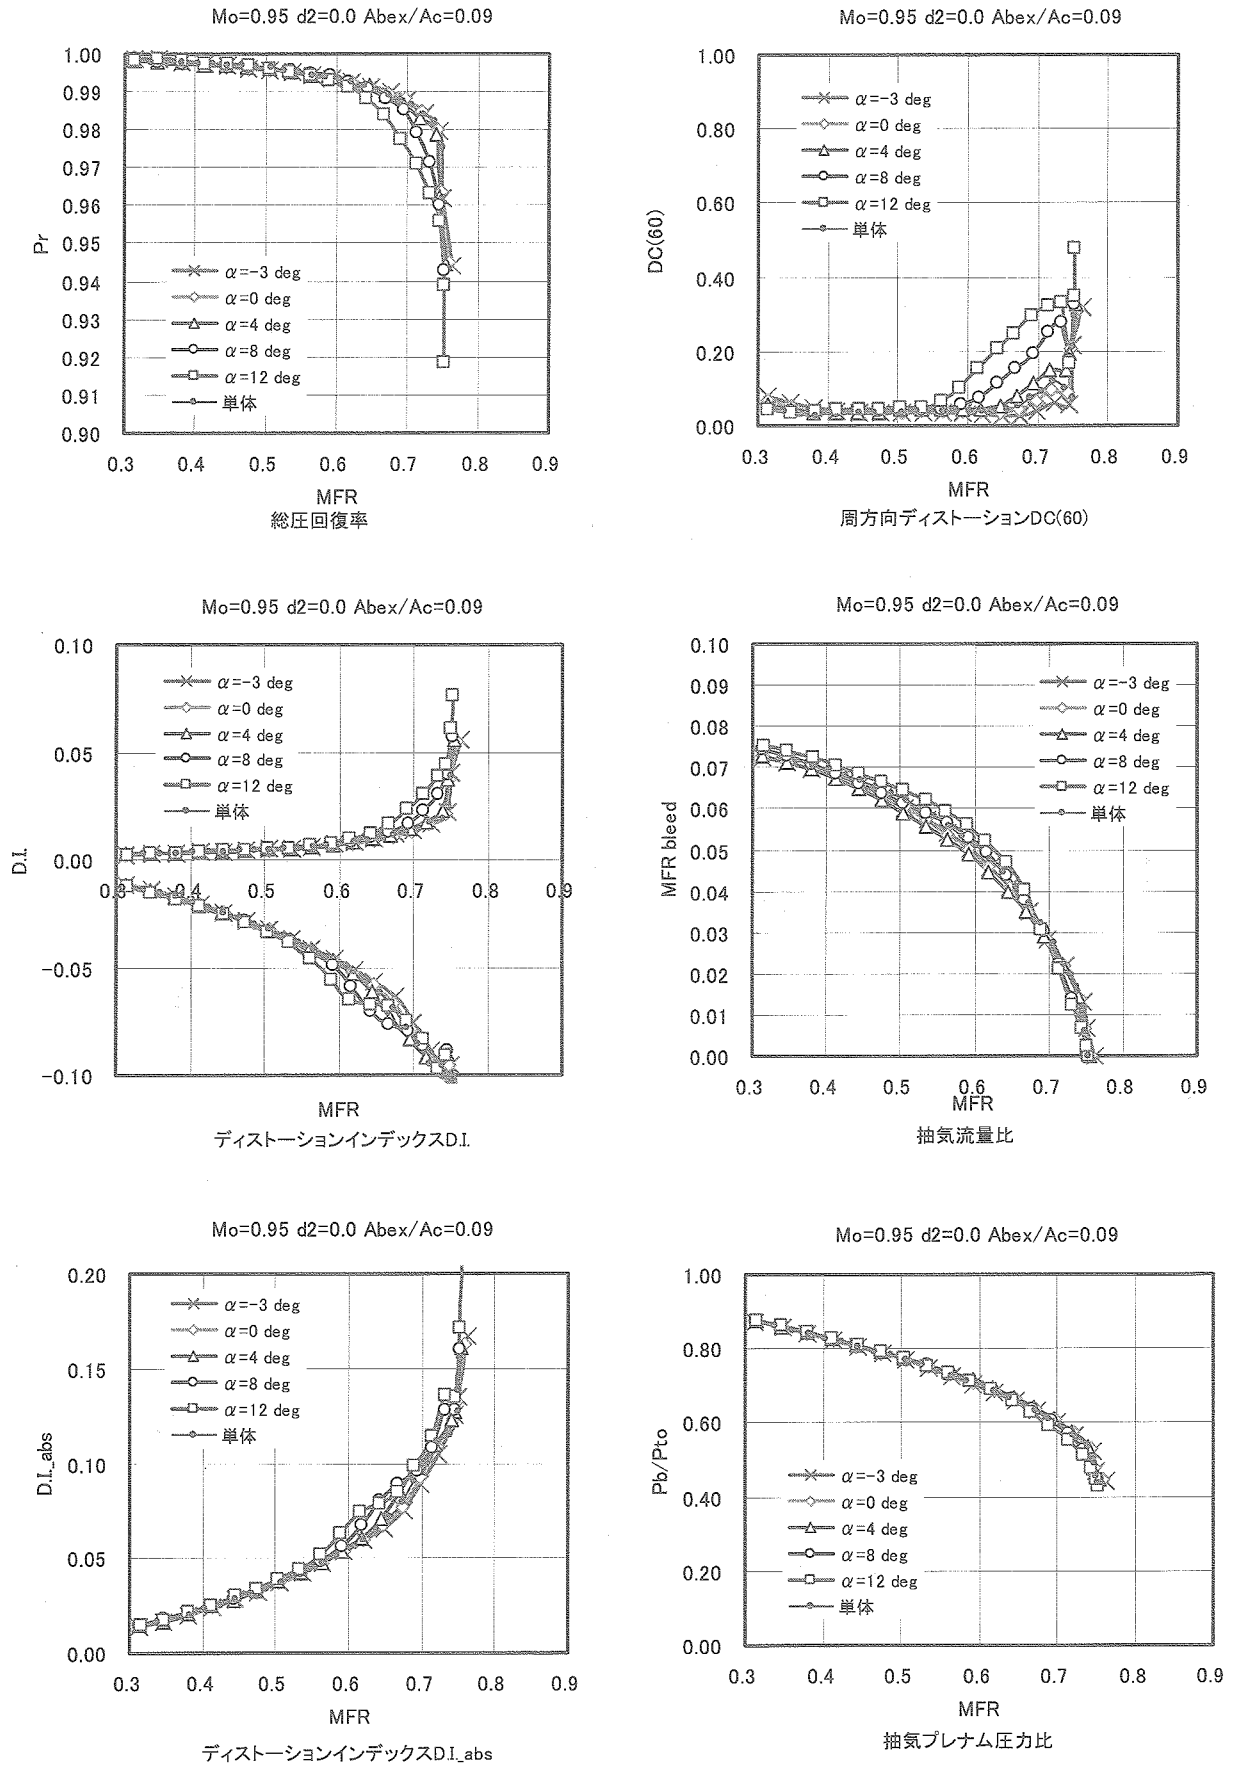 Mo=0.95 d2=0.0 Abex/Ac=0.09
1.00
0.99
0.98
0.97
0.96
0.95
0.94
0.93
0.92
0.91
0.90
Pr
α=-3 deg
α=0 deg
α=4 deg
α=8 deg
α=12 deg
単体
0.3 0.4 0.5 0.6 0.7 0.8 0.9
MFR
総圧回復率
Mo=0.95 d2=0.0 Abex/Ac=0.09
1.00
0.80
0.60
0.40
0.20
0.00
DC(60)
α=-3 deg
α=0 deg
α=4 deg
α=8 deg
α=12 deg
単体
0.3 0.4 0.5 0.6 0.7 0.8 0.9
MFR
周方向ディストーションDC(60)
Mo=0.95 d2=0.0 Abex/Ac=0.09
0.10
0.05
0.00
-0.05
-0.10
D.I.
α=-3 deg
α=0 deg
α=4 deg
α=8 deg
α=12 deg
単体
0.3 0.4 0.5 0.6 0.7 0.8 0.9
MFR
ディストーションインデックスD.I.
Mo=0.95 d2=0.0 Abex/Ac=0.09
0.10
0.09
0.08
0.07
0.06
0.05
0.04
0.03
0.02
0.01
0.00
MFR bleed
α=-3 deg
α=0 deg
α=4 deg
α=8 deg
α=12 deg
単体
0.3 0.4 0.5 0.6 0.7 0.8 0.9
MFR
抽気流量比
Mo=0.95 d2=0.0 Abex/Ac=0.09
0.20
0.15
0.10
0.05
0.00
D.I._abs
α=-3 deg
α=0 deg
α=4 deg
α=8 deg
α=12 deg
単体
0.3 0.4 0.5 0.6 0.7 0.8 0.9
MFR
ディストーションインデックスD.I._abs
Mo=0.95 d2=0.0 Abex/Ac=0.09
1.00
0.80
0.60
0.40
0.20
0.00
Pb/Pto
α=-3 deg
α=0 deg
α=4 deg
α=8 deg
α=12 deg
単体
0.3 0.4 0.5 0.6 0.7 0.8 0.9
MFR
抽気プレナム圧力比